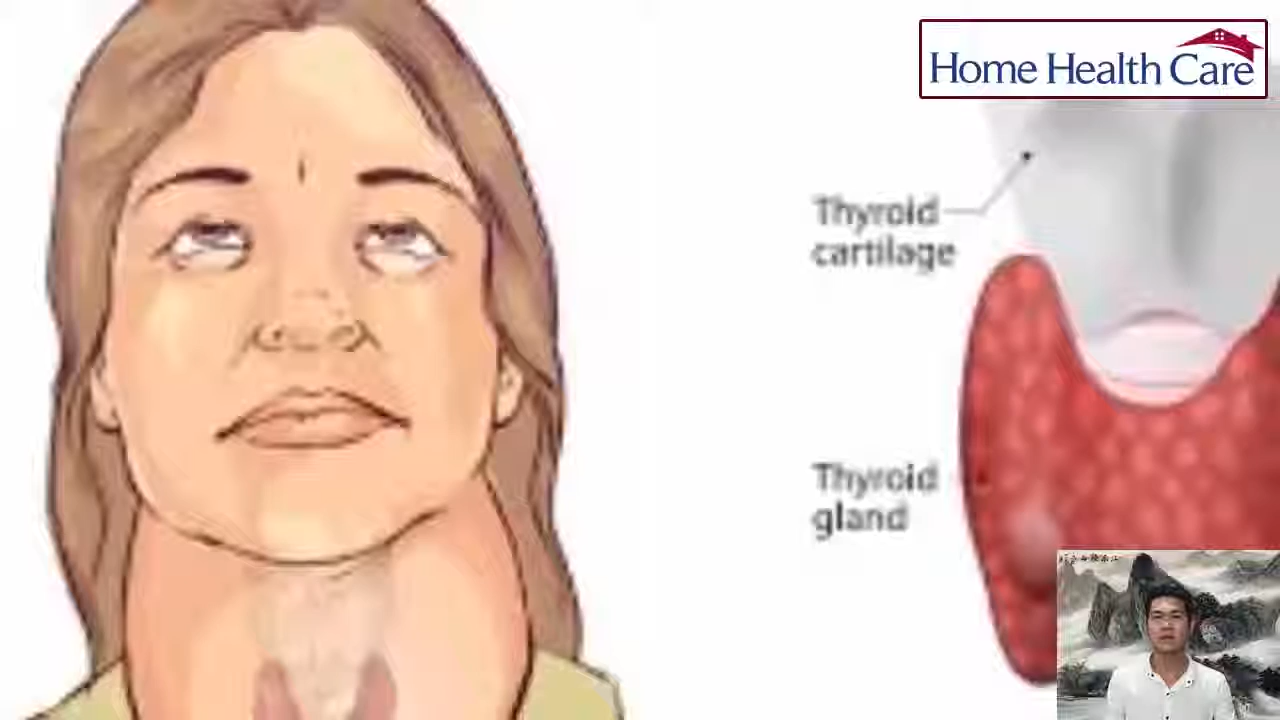 Home Health Care
Thyroid
cartilage
Thyroid
gland